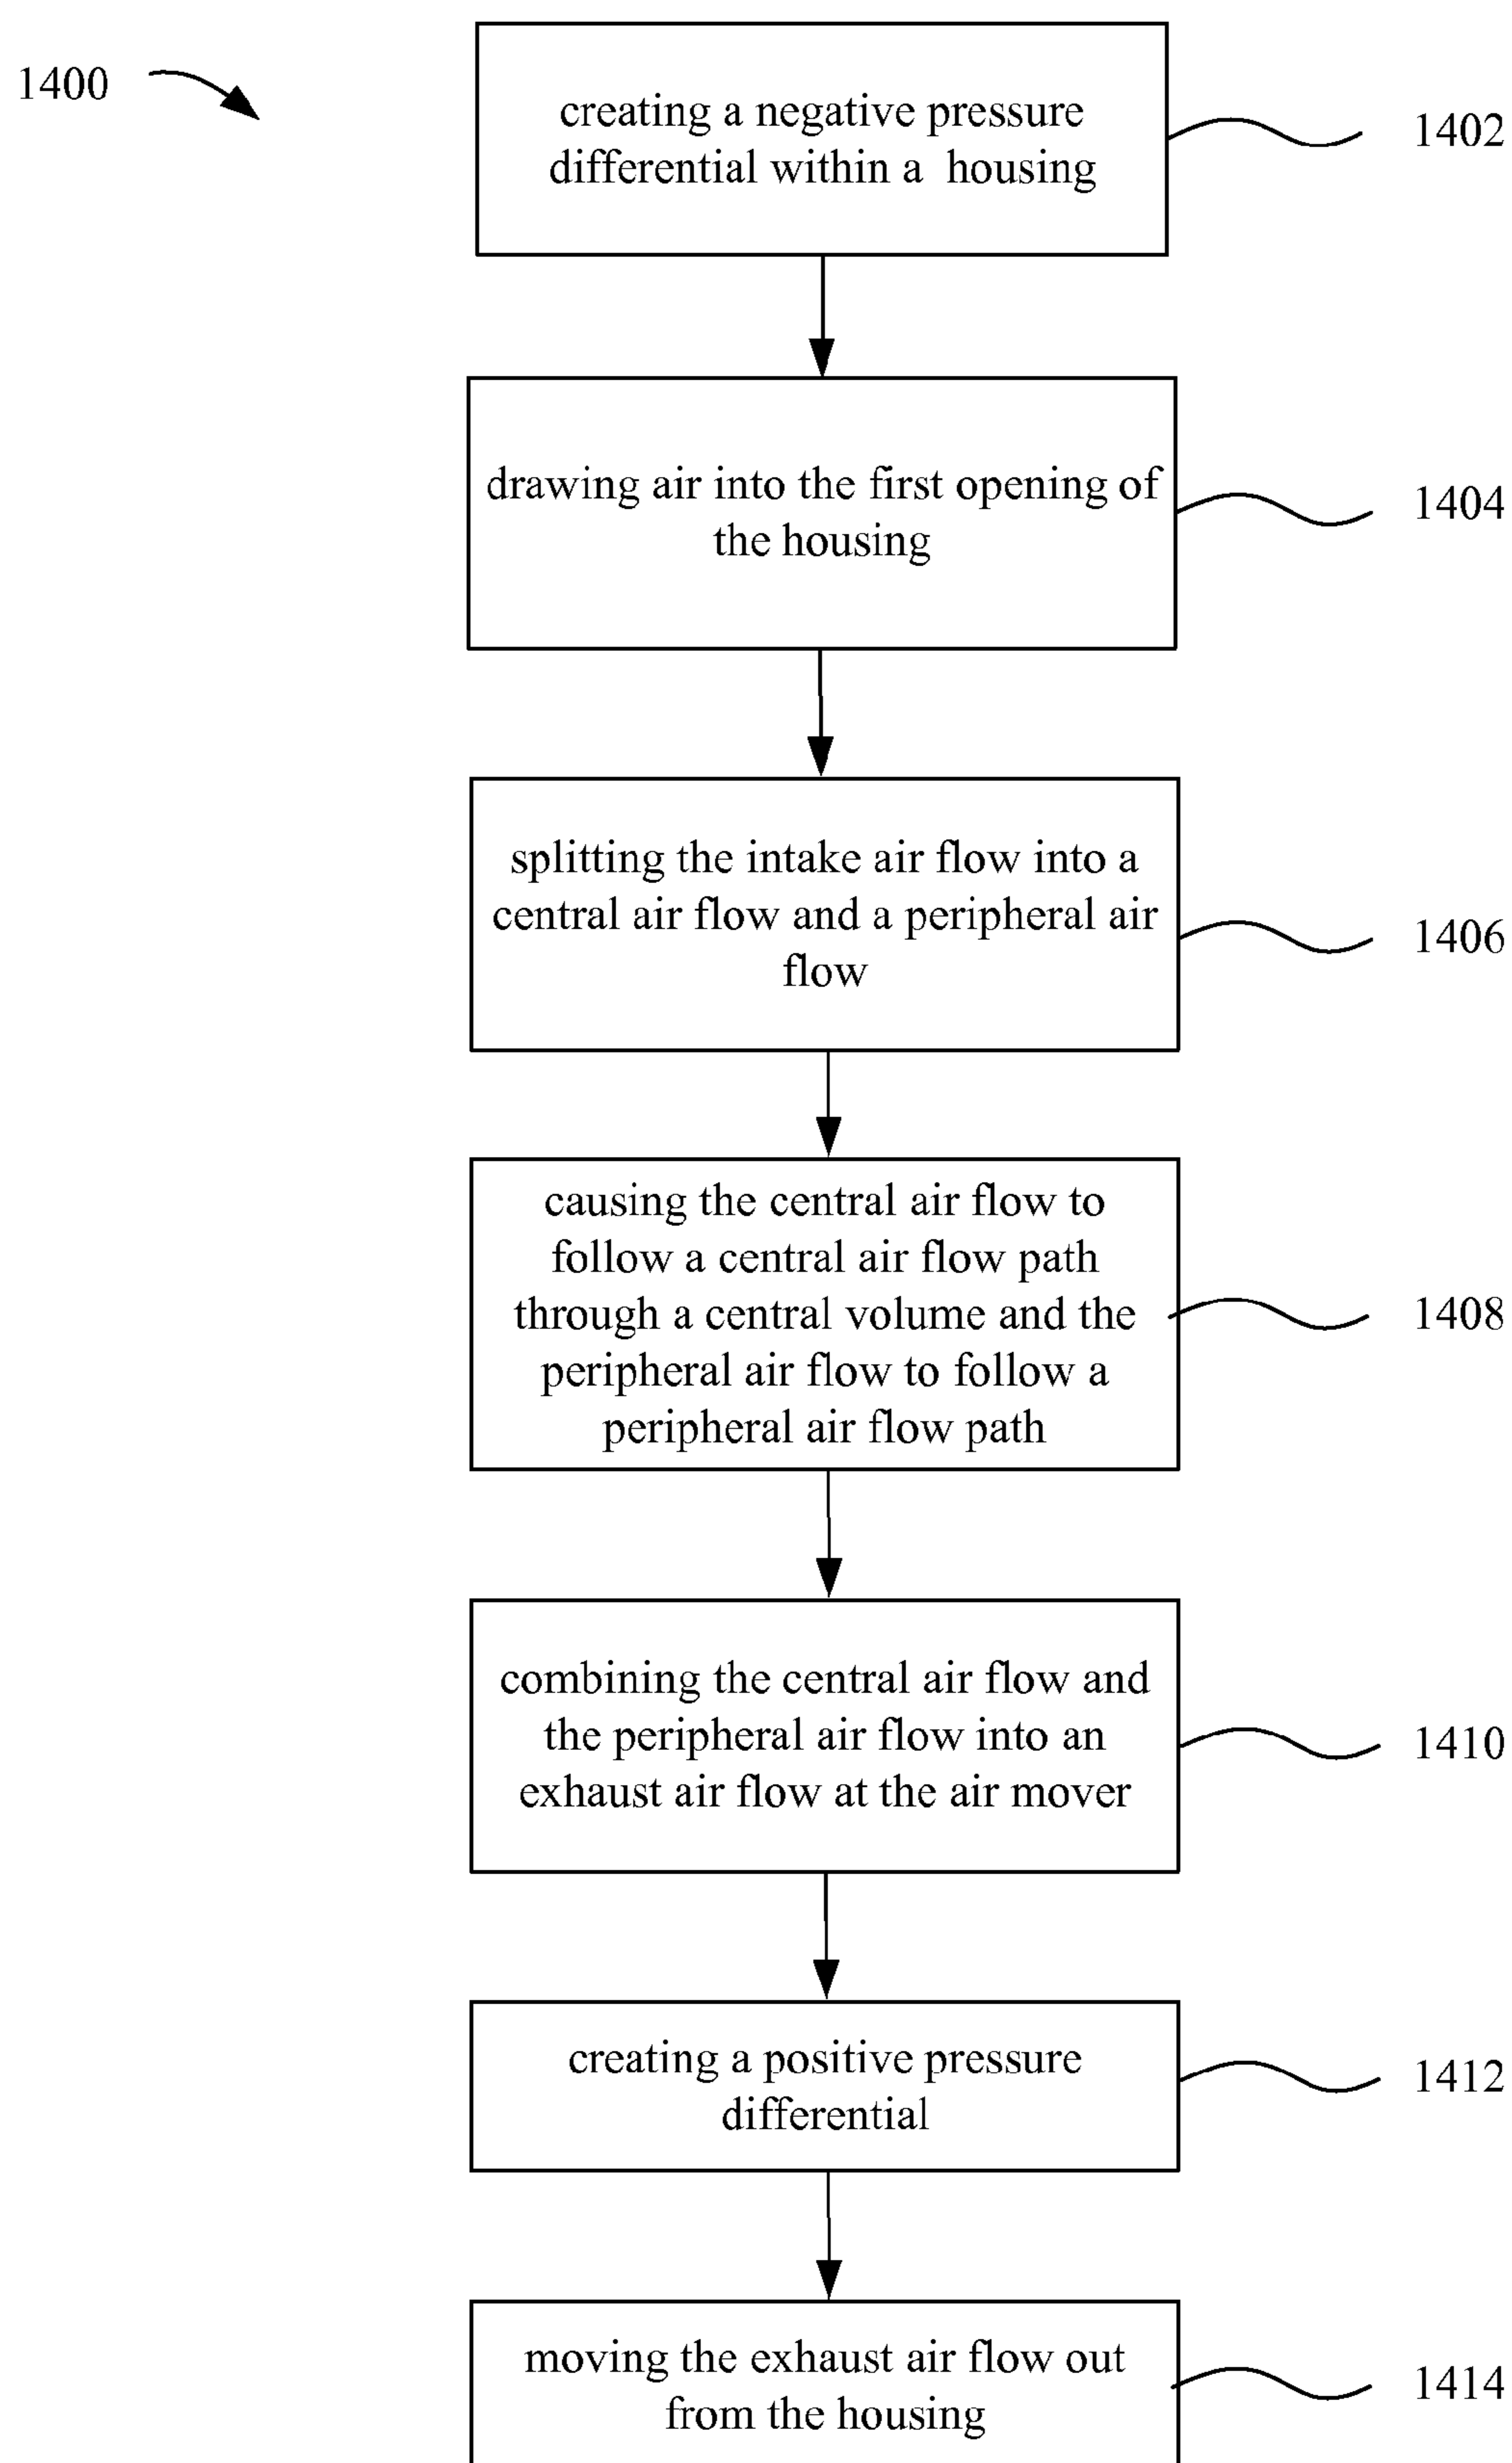 1400
creating a negative pressure
differential within a housing
1402
drawing air into the first opening of
the housing
1404
splitting the intake air flow into a
central air flow and a peripheral air
flow
1406
causing the central air flow to
follow a central air flow path
through a central volume and the
peripheral air flow to follow a
peripheral air flow path
1408
combining the central air flow and
the peripheral air flow into an
exhaust air flow at the air mover
1410
creating a positive pressure
differential
1412
moving the exhaust air flow out
from the housing
1414